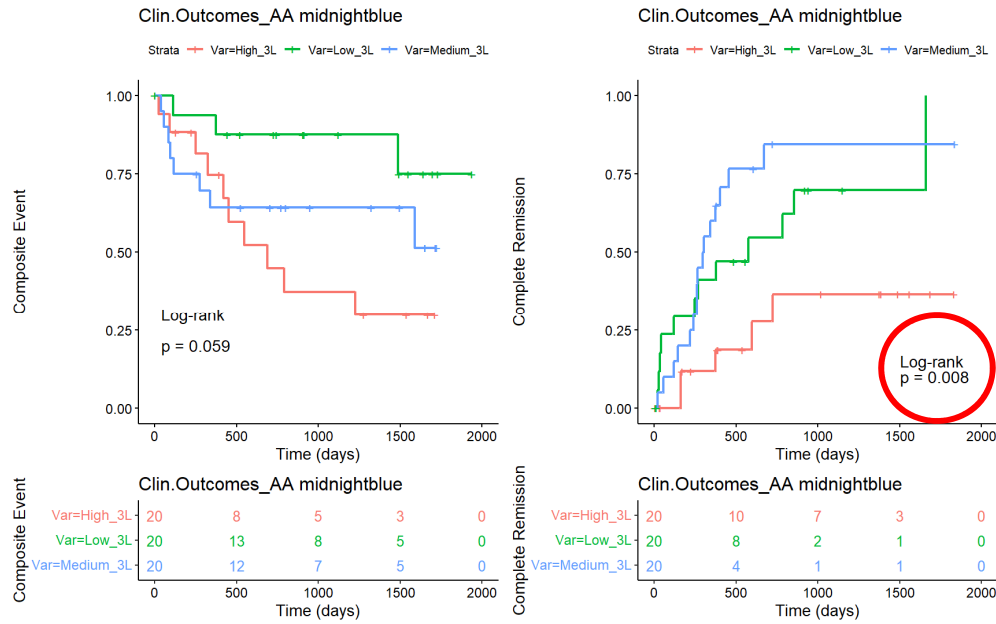 Clin.Outcomes_AA midnightblue
Strata Var=High_3L Var=Low_3L Var=Medium_3L
Composite Event
1.00
0.75
0.50
0.25
0.00
Log-rank
p = 0.059
0 500 1000 1500 2000
Time (days)
Clin.Outcomes_AA midnightblue
Strata Var=High_3L Var=Low_3L Var=Medium_3L
Complete Remission
1.00
0.75
0.50
0.25
0.00
Log-rank
p = 0.008
0 500 1000 1500 2000
Time (days)
Clin.Outcomes_AA midnightblue
Composite Event
Var=High_3L 20 8 5 3 0
Var=Low_3L 20 13 8 5 0
Var=Medium_3L 20 12 7 5 0
0 500 1000 1500 2000
Time (days)
Clin.Outcomes_AA midnightblue
Complete Remission
Var=High_3L 20 10 7 3 0
Var=Low_3L 20 8 2 1 0
Var=Medium_3L 20 4 1 1 0
0 500 1000 1500 2000
Time (days)